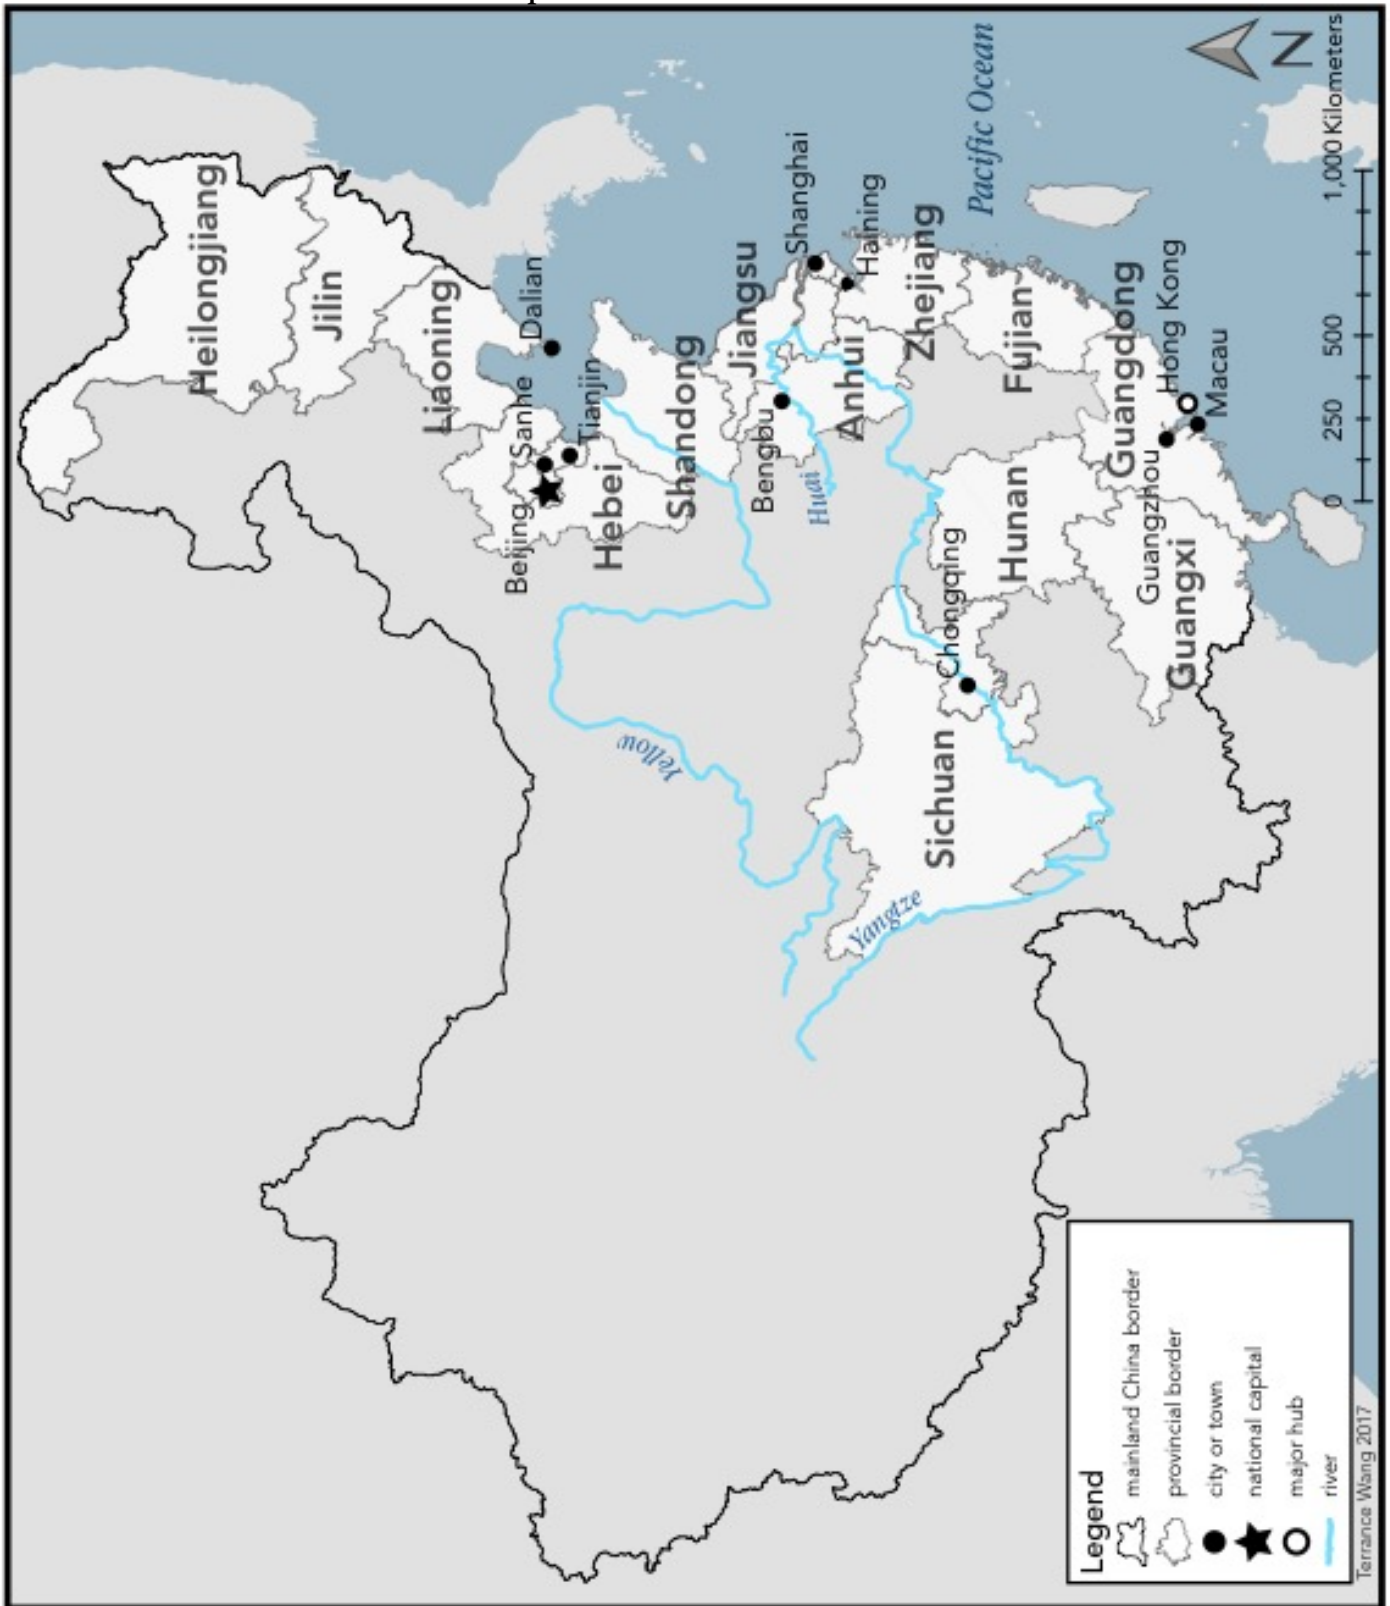 Heilongjiang
Jilin
Liaoning
Beijing
Sanhe
Dalian
Tianjin
Hebei
Shandong
Yellow
Jiangsu
Bengbu
Huai
Shanghai
Anhui
Haining
Yangtze
Zhejiang
Sichuan
Chongqing
Pacific Ocean
Hunan
Fujian
Guangdong
Guangzhou
Hong Kong
Guangxi
Macau
N
0 250 500 1,000 Kilometers
Legend
mainland China border
provincial border
city or town
national capital
major hub
river
Terrance Wang 2017